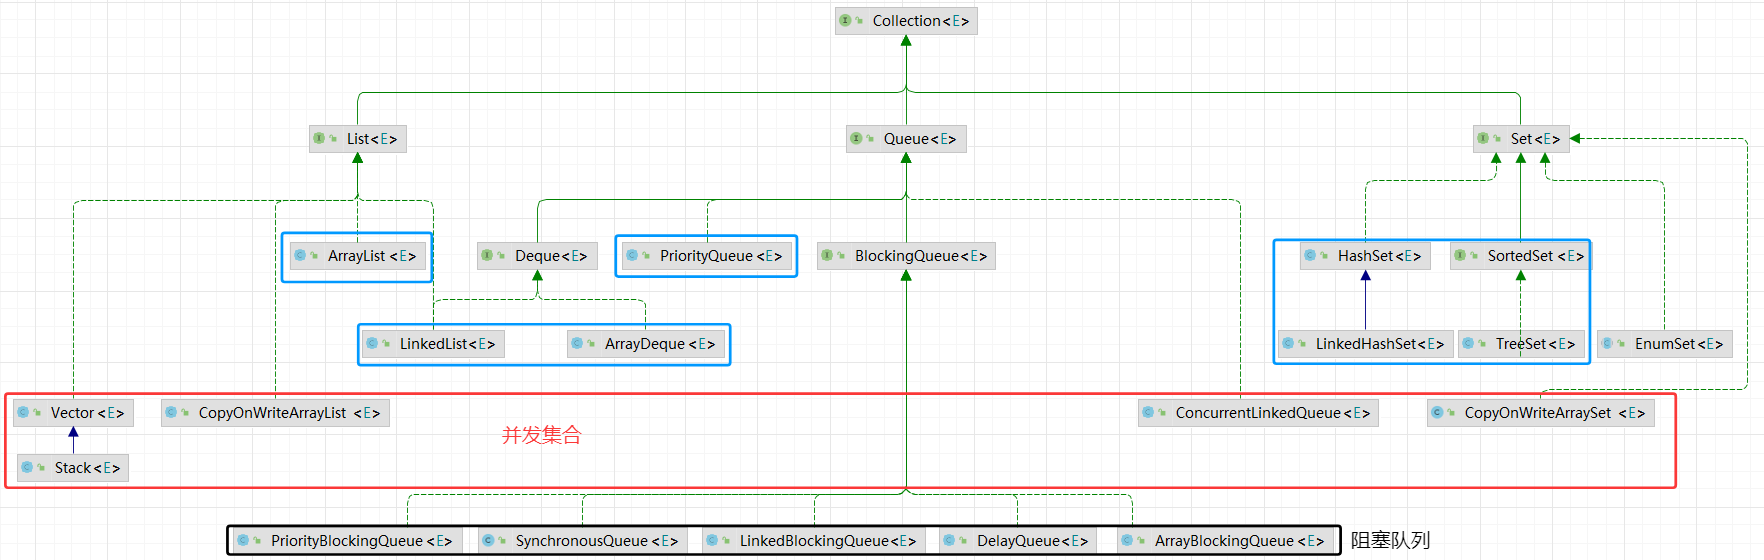 Collection<E>
List<E>
Queue<E>
Set<E>
ArrayList<E>
Deque<E>
PriorityQueue<E>
BlockingQueue<E>
HashSet<E>
SortedSet<E>
LinkedList<E>
ArrayDeque<E>
LinkedHashSet<E>
TreeSet<E>
EnumSet<E>
Vector<E>
CopyOnWriteArrayList <E>
ConcurrentLinkedQueue<E>
CopyOnWriteArraySet <E>
并发集合
Stack<E>
PriorityBlockingQueue<E>
SynchronousQueue<E>
LinkedBlockingQueue<E>
DelayQueue<E>
ArrayBlockingQueue<E>
阻塞队列